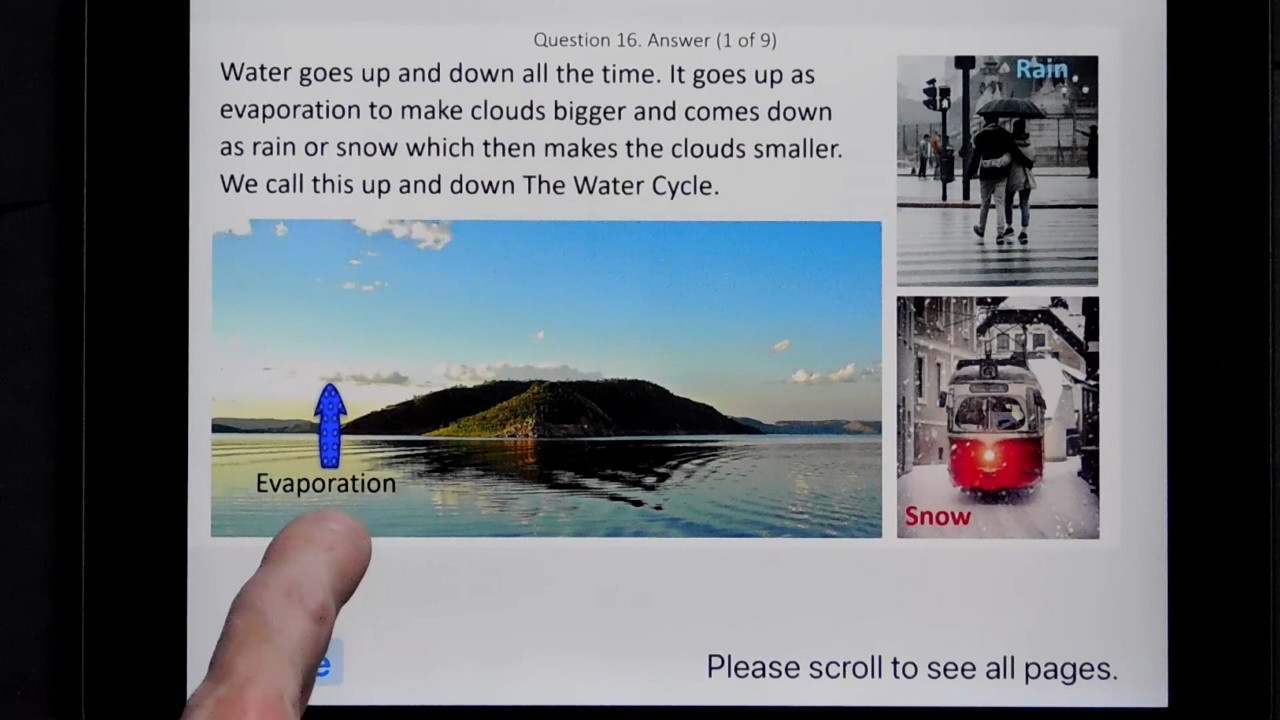 Question 16. Answer (1 of 9)
Water goes up and down all the time. It goes up as
evaporation to make clouds bigger and comes down
as rain or snow which then makes the clouds smaller.
We call this up and down The Water Cycle.
Rain
Evaporation
Snow
Please scroll to see all pages.